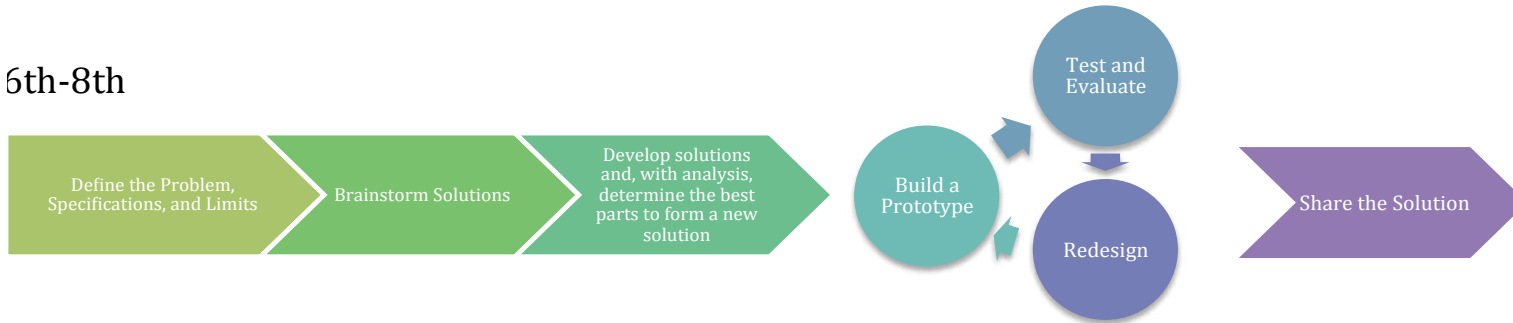 6th-8th
Define the Problem,
Specifications, and Limits
Brainstorm Solutions
Develop solutions
and, with analysis,
determine the best
parts to form a new
solution
Build a
Prototype
Test and
Evaluate
Redesign
Share the Solution